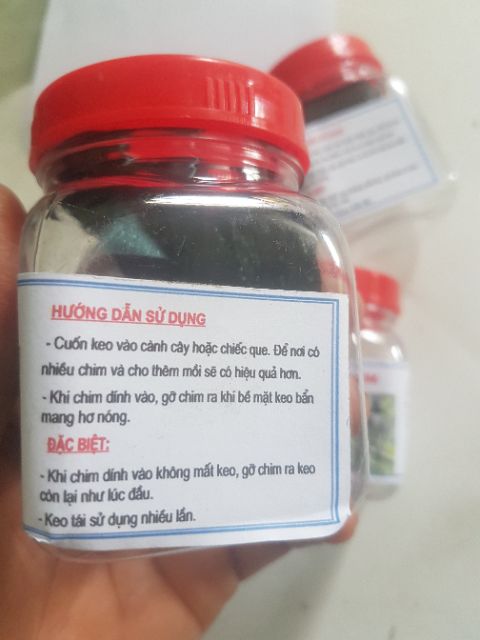 HƯỚNG DẪN SỬ DỤNG
- Cuốn keo vào cành cây hoặc chiếc que. Để nơi có
nhiều chim và cho thêm mồi sẽ có hiệu quả hơn.
- Khi chim dính vào, gỡ chim ra khi bề mặt keo bẩn
mang hơ nóng.
ĐẶC BIỆT:
- Khi chim dính vào không mất keo, gỡ chim ra keo
còn lại như lúc đầu.
- Keo tái sử dụng nhiều lần.